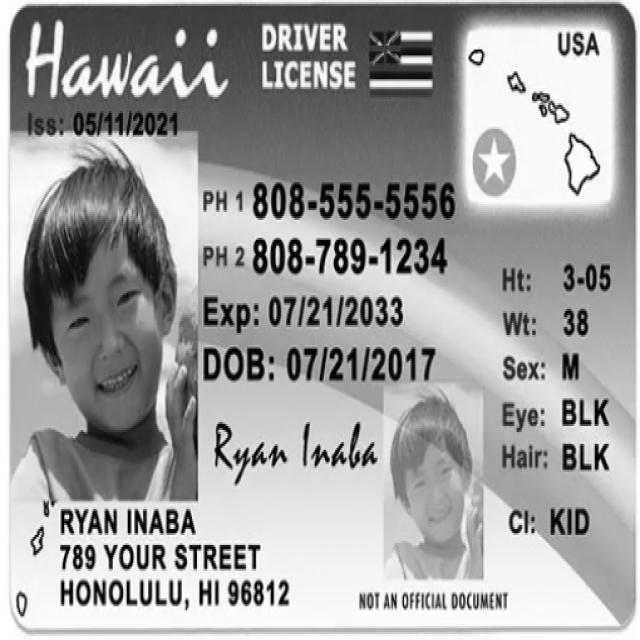 Hawaii
DRIVER
LICENSE
USA
Iss: 05/11/2021
PH 1 808-555-5556
PH 2 808-789-1234
Exp: 07/21/2033
DOB: 07/21/2017
Ht: 3-05
Wt: 38
Sex: M
Eye: BLK
Hair: BLK
Cl: KID
Ryan Inaba
RYAN INABA
789 YOUR STREET
HONOLULU, HI 96812
NOT AN OFFICIAL DOCUMENT